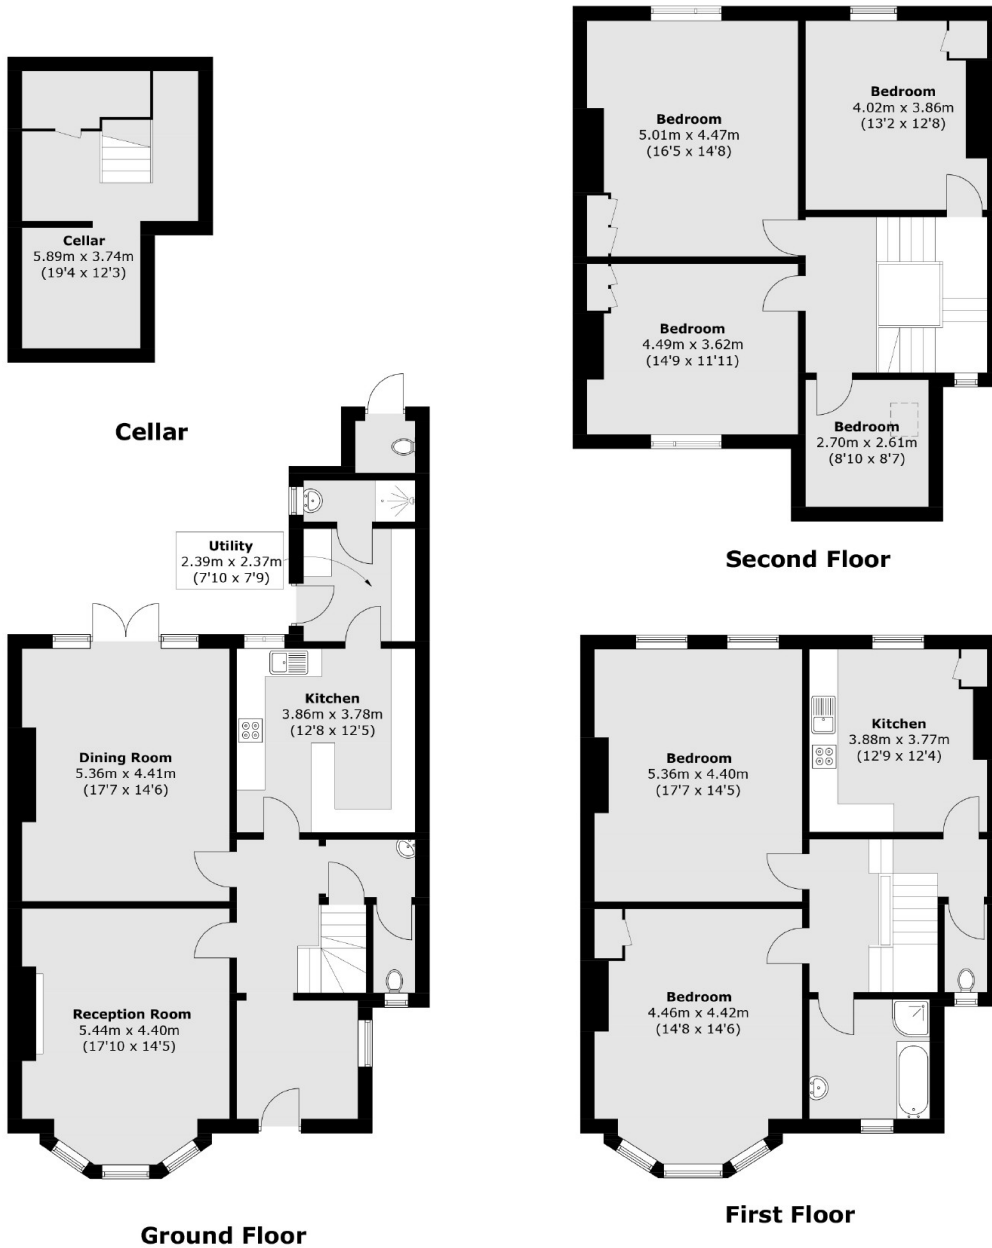 Cellar
5.89m x 3.74m
(19'4 x 12'3)
Cellar
Utility
2.39m x 2.37m
(7'10 x 7'9)
Kitchen
3.86m x 3.78m
(12'8 x 12'5)
Dining Room
5.36m x 4.41m
(17'7 x 14'6)
Reception Room
5.44m x 4.40m
(17'10 x 14'5)
Ground Floor
Bedroom
5.01m x 4.47m
(16'5 x 14'8)
Bedroom
4.02m x 3.86m
(13'2 x 12'8)
Bedroom
4.49m x 3.62m
(14'9 x 11'11)
Bedroom
2.70m x 2.61m
(8'10 x 8'7)
Second Floor
Bedroom
5.36m x 4.40m
(17'7 x 14'5)
Kitchen
3.88m x 3.77m
(12'9 x 12'4)
Bedroom
4.46m x 4.42m
(14'8 x 14'6)
First Floor